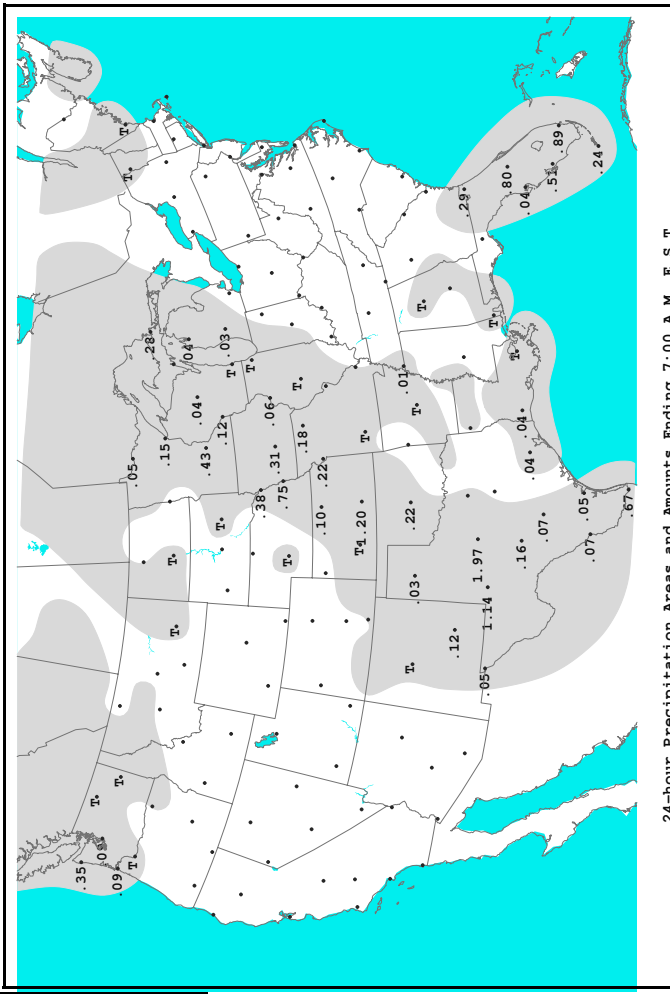 .35
T
.09
.09
T
T
T
T
.05
.28
.15
T
T
.04
.04
.43
T
.12
.03
T
T
.38
.06
.31
.75
T
T
.18
.22
.10
T
1.20
T
.01
T
.22
.03
T
T
.12
.29
1.97
.05
1.14
T
.80
T
.16
.04
.04
.04
.07
.51
.89
.05
.07
.24
.67
24-hour Precipitation Areas and Amounts Ending 7:00 A.M. E.S.T